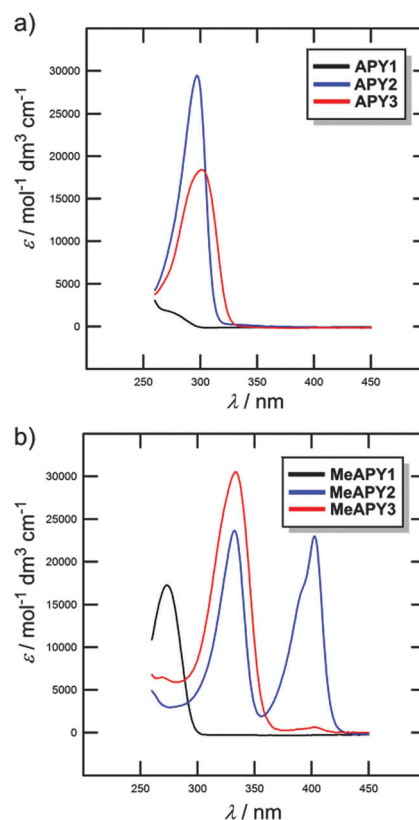 a)
30000
25000
20000
15000
10000
5000
0
ε / mol⁻¹ dm³ cm⁻¹
APY1
APY2
APY3
250 300 350 400 450
λ / nm
b)
30000
25000
20000
15000
10000
5000
0
ε / mol⁻¹ dm³ cm⁻¹
MeAPY1
MeAPY2
MeAPY3
250 300 350 400 450
λ / nm